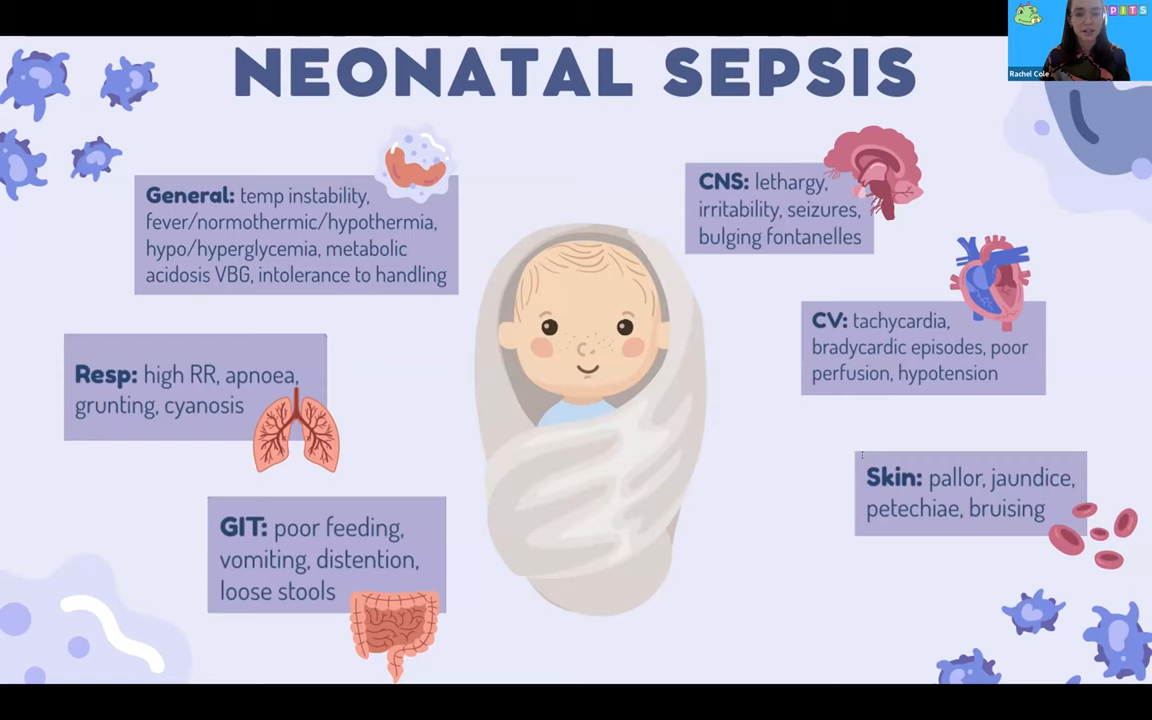 NEONATAL SEPSIS
General: temp instability,
fever/normothermic/hypothermia,
hypo/hyperglycemia, metabolic
acidosis VBG, intolerance to handling
Resp: high RR, apnoea,
grunting, cyanosis
GIT: poor feeding,
vomiting, distention,
loose stools
CNS: lethargy,
irritability, seizures,
bulging fontanelles
CV: tachycardia,
bradycardic episodes, poor
perfusion, hypotension
Skin: pallor, jaundice,
petechiae, bruising
PITS
Rachel Cole